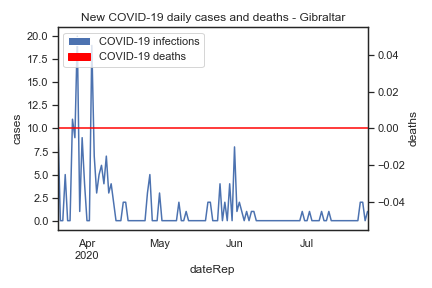 New COVID-19 daily cases and deaths - Gibraltar
COVID-19 infections
COVID-19 deaths
20.0
17.5
15.0
12.5
10.0
7.5
5.0
2.5
0.0
cases
0.04
0.02
0.00
−0.02
−0.04
deaths
Apr
2020
May
Jun
Jul
dateRep